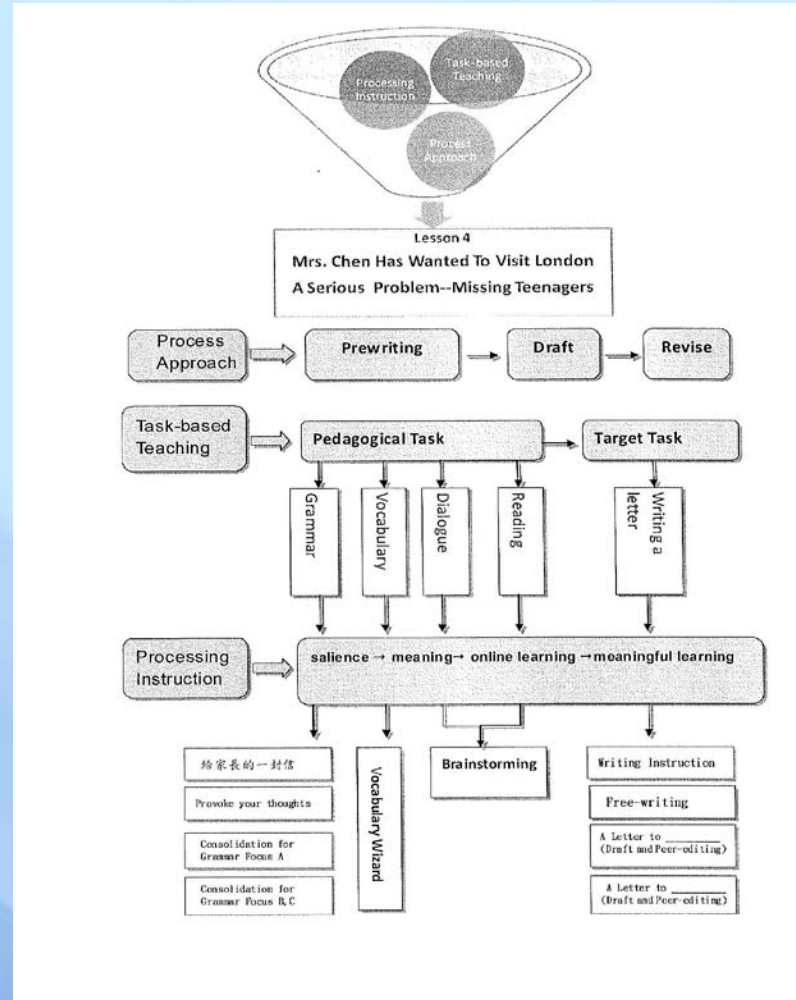 Task-based
Teaching
Processing
Instruction
Process
Approach
Lesson 4
Mrs. Chen Has Wanted To Visit London
A Serious Problem--Missing Teenagers
Process
Approach
Prewriting
Draft
Revise
Task-based
Teaching
Pedagogical Task
Target Task
Grammar
Vocabulary
Dialogue
Reading
Writing a
letter
Processing
Instruction
salience → meaning→ online learning →meaningful learning
給家長的一封信
Provoke your thoughts
Consolidation for
Grammar Focus A
Consolidation for
Grammar Focus B,C
Vocabulary Wizard
Brainstorming
Writing Instruction
Free-writing
A Letter to ________
(Draft and Peer-editing)
A Letter to ________
(Draft and Peer-editing)